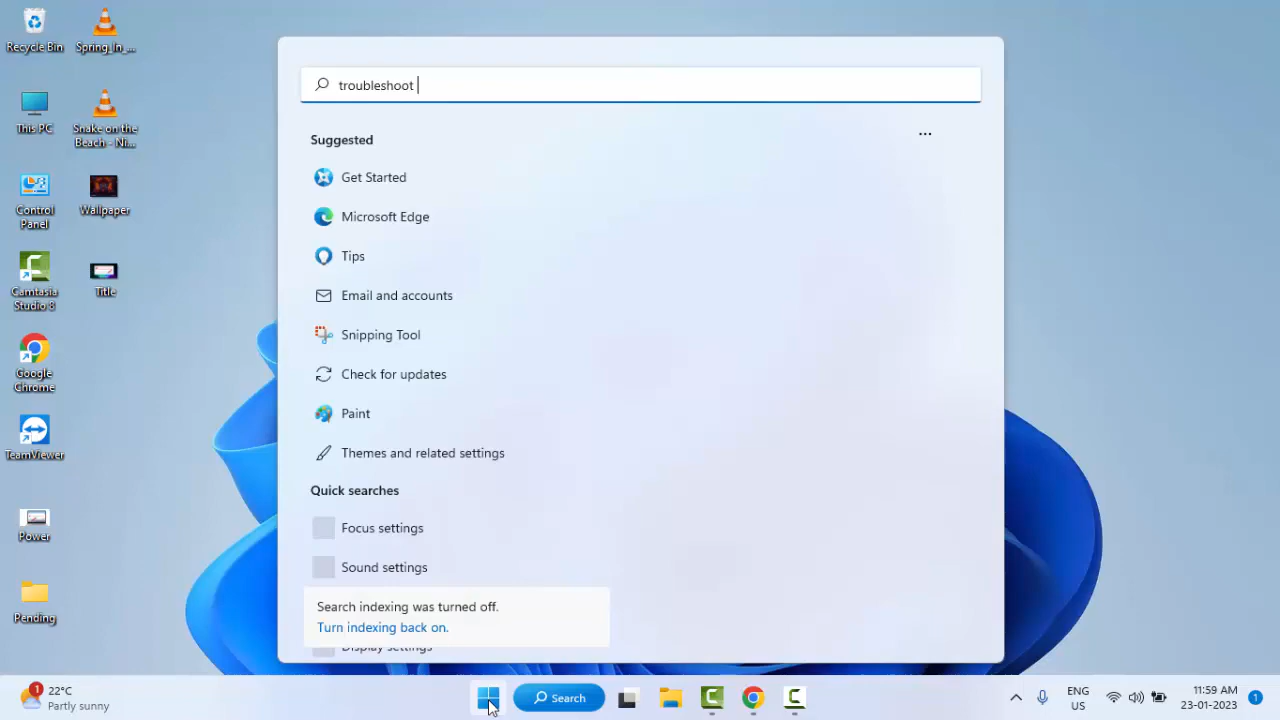 Recycle Bin
Spring_In_...
This PC
Snake on the
Beach - Ni...
Control
Panel
Wallpaper
Camtasia
Studio 8
Title
Google
Chrome
TeamViewer
Power
Pending
troubleshoot
Suggested
...
Get Started
Microsoft Edge
Tips
Email and accounts
Snipping Tool
Check for updates
Paint
Themes and related settings
Quick searches
Focus settings
Sound settings
Search indexing was turned off.
Turn indexing back on.
Display settings
1
22°C
Partly sunny
Search
ENG
US
11:59 AM
23-01-2023
1